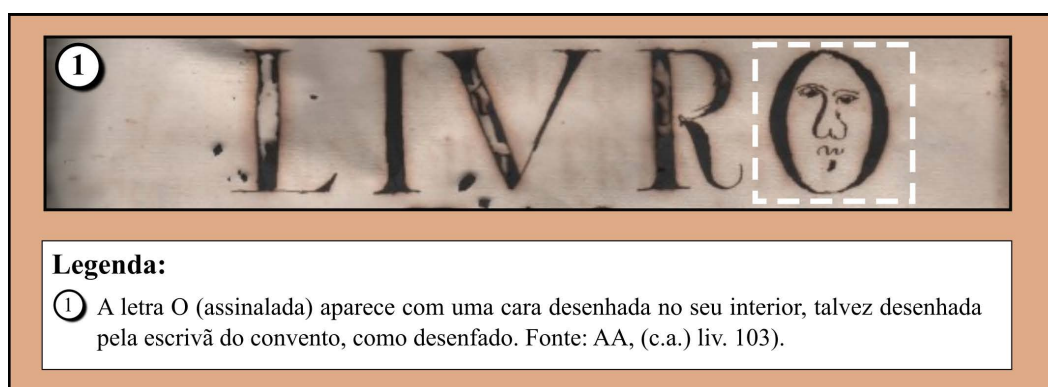 1
LIVRO
Legenda:
1 A letra O (assinalada) aparece com uma cara desenhada no seu interior, talvez desenhada
pela escrivã do convento, como desenfado. Fonte: AA, (c.a.) liv. 103).